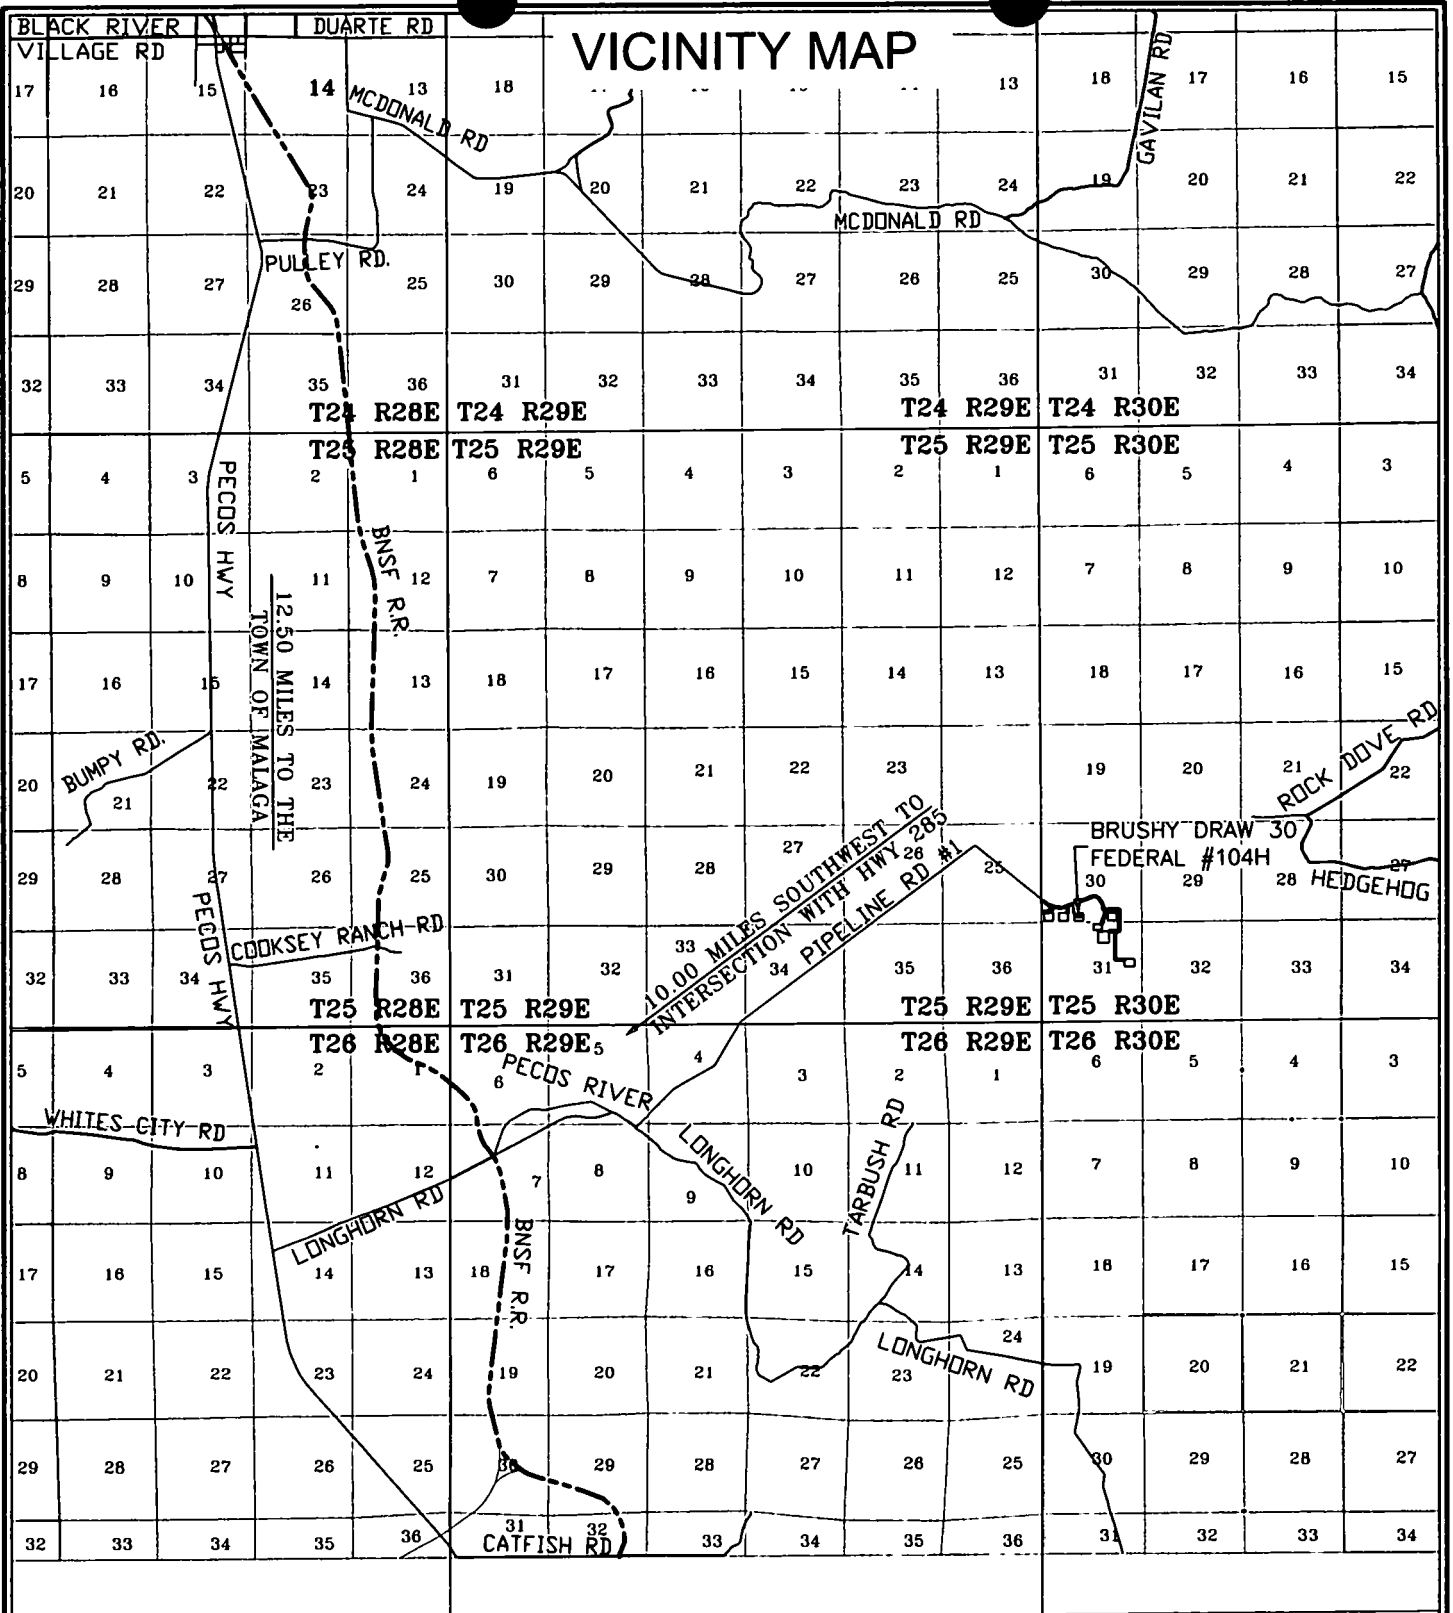 BLACK RIVER
VILLAGE RD
DUARTE RD
VICINITY MAP
17 16 15 14 13 18
13 18 17 16 15
MCDONALD RD
GAVILAN RD
20 21 22 23 24 19 20 21 22 23 24 19 20 21 22
MCDONALD RD
PULLEY RD.
29 28 27 26 25 30 29 28 27 26 25 30 29 28 27
32 33 34 35 36 31 32 33 34 35 36 31 32 33 34
T24 R28E T24 R29E
T24 R29E T24 R30E
T25 R28E T25 R29E
T25 R29E T25 R30E
5 4 3 2 1 6 5 4 3 2 1 6 5 4 3
PECOS HWY
BNSF R.R.
8 9 10 11 12 7 8 9 10 11 12 7 8 9 10
12.50 MILES TO THE
TOWN OF MALAGA
17 16 15 14 13 18 17 16 15 14 13 18 17 16 15
BUMPY RD.
ROCK DOVE RD
20 21 22 23 24 19 20 21 22 23 19 20 21 22
10.00 MILES SOUTHWEST TO
INTERSECTION WITH HWY 285
PIPELINE RD #1
BRUSHY DRAW 30
FEDERAL #104H
29 28 27 26 25 30 29 28 27 26 25 30 29 28 27
HEDGEHOG
PECOS HWY
COOKSEY RANCH RD
32 33 34 35 36 31 32 33 34 35 36 31 32 33 34
T25 R28E T25 R29E
T25 R29E T25 R30E
T26 R28E T26 R29E
T26 R29E T26 R30E
5 4 3 2 1 6 5 4 3 2 1 6 5 4 3
PECOS RIVER
WHITES CITY RD
LONGHORN RD
TARBUSH RD
8 9 10 11 12 7 8 9 10 11 12 7 8 9 10
LONGHORN RD
BNSF R.R.
17 16 15 14 13 18 17 16 15 14 13 18 17 16 15
LONGHORN RD
20 21 22 23 24 19 20 21 22 23 24 19 20 21 22
29 28 27 26 25 30 29 28 27 26 25 30 29 28 27
32 33 34 35 36 31 32 33 34 35 36 31 32 33 34
CATFISH RD